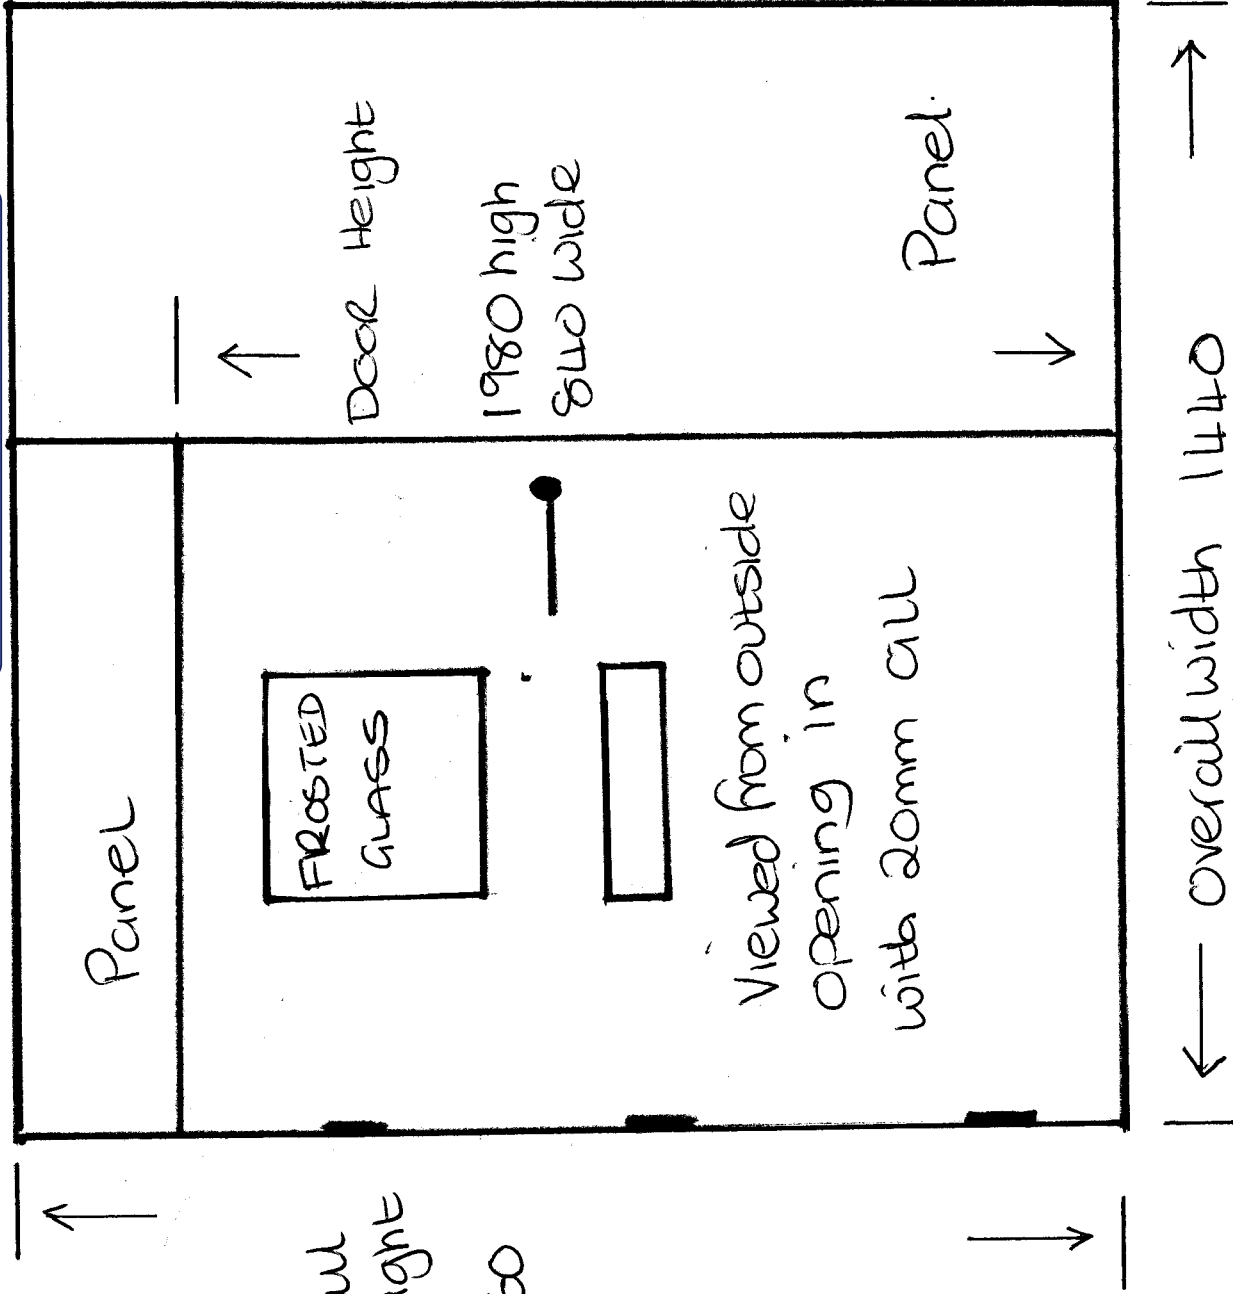 Panel
FROSTED
GLASS
Viewed from outside
opening in
with 20mm all
DOOR Height
1980 high
840 wide
Panel.
Overall width 1440